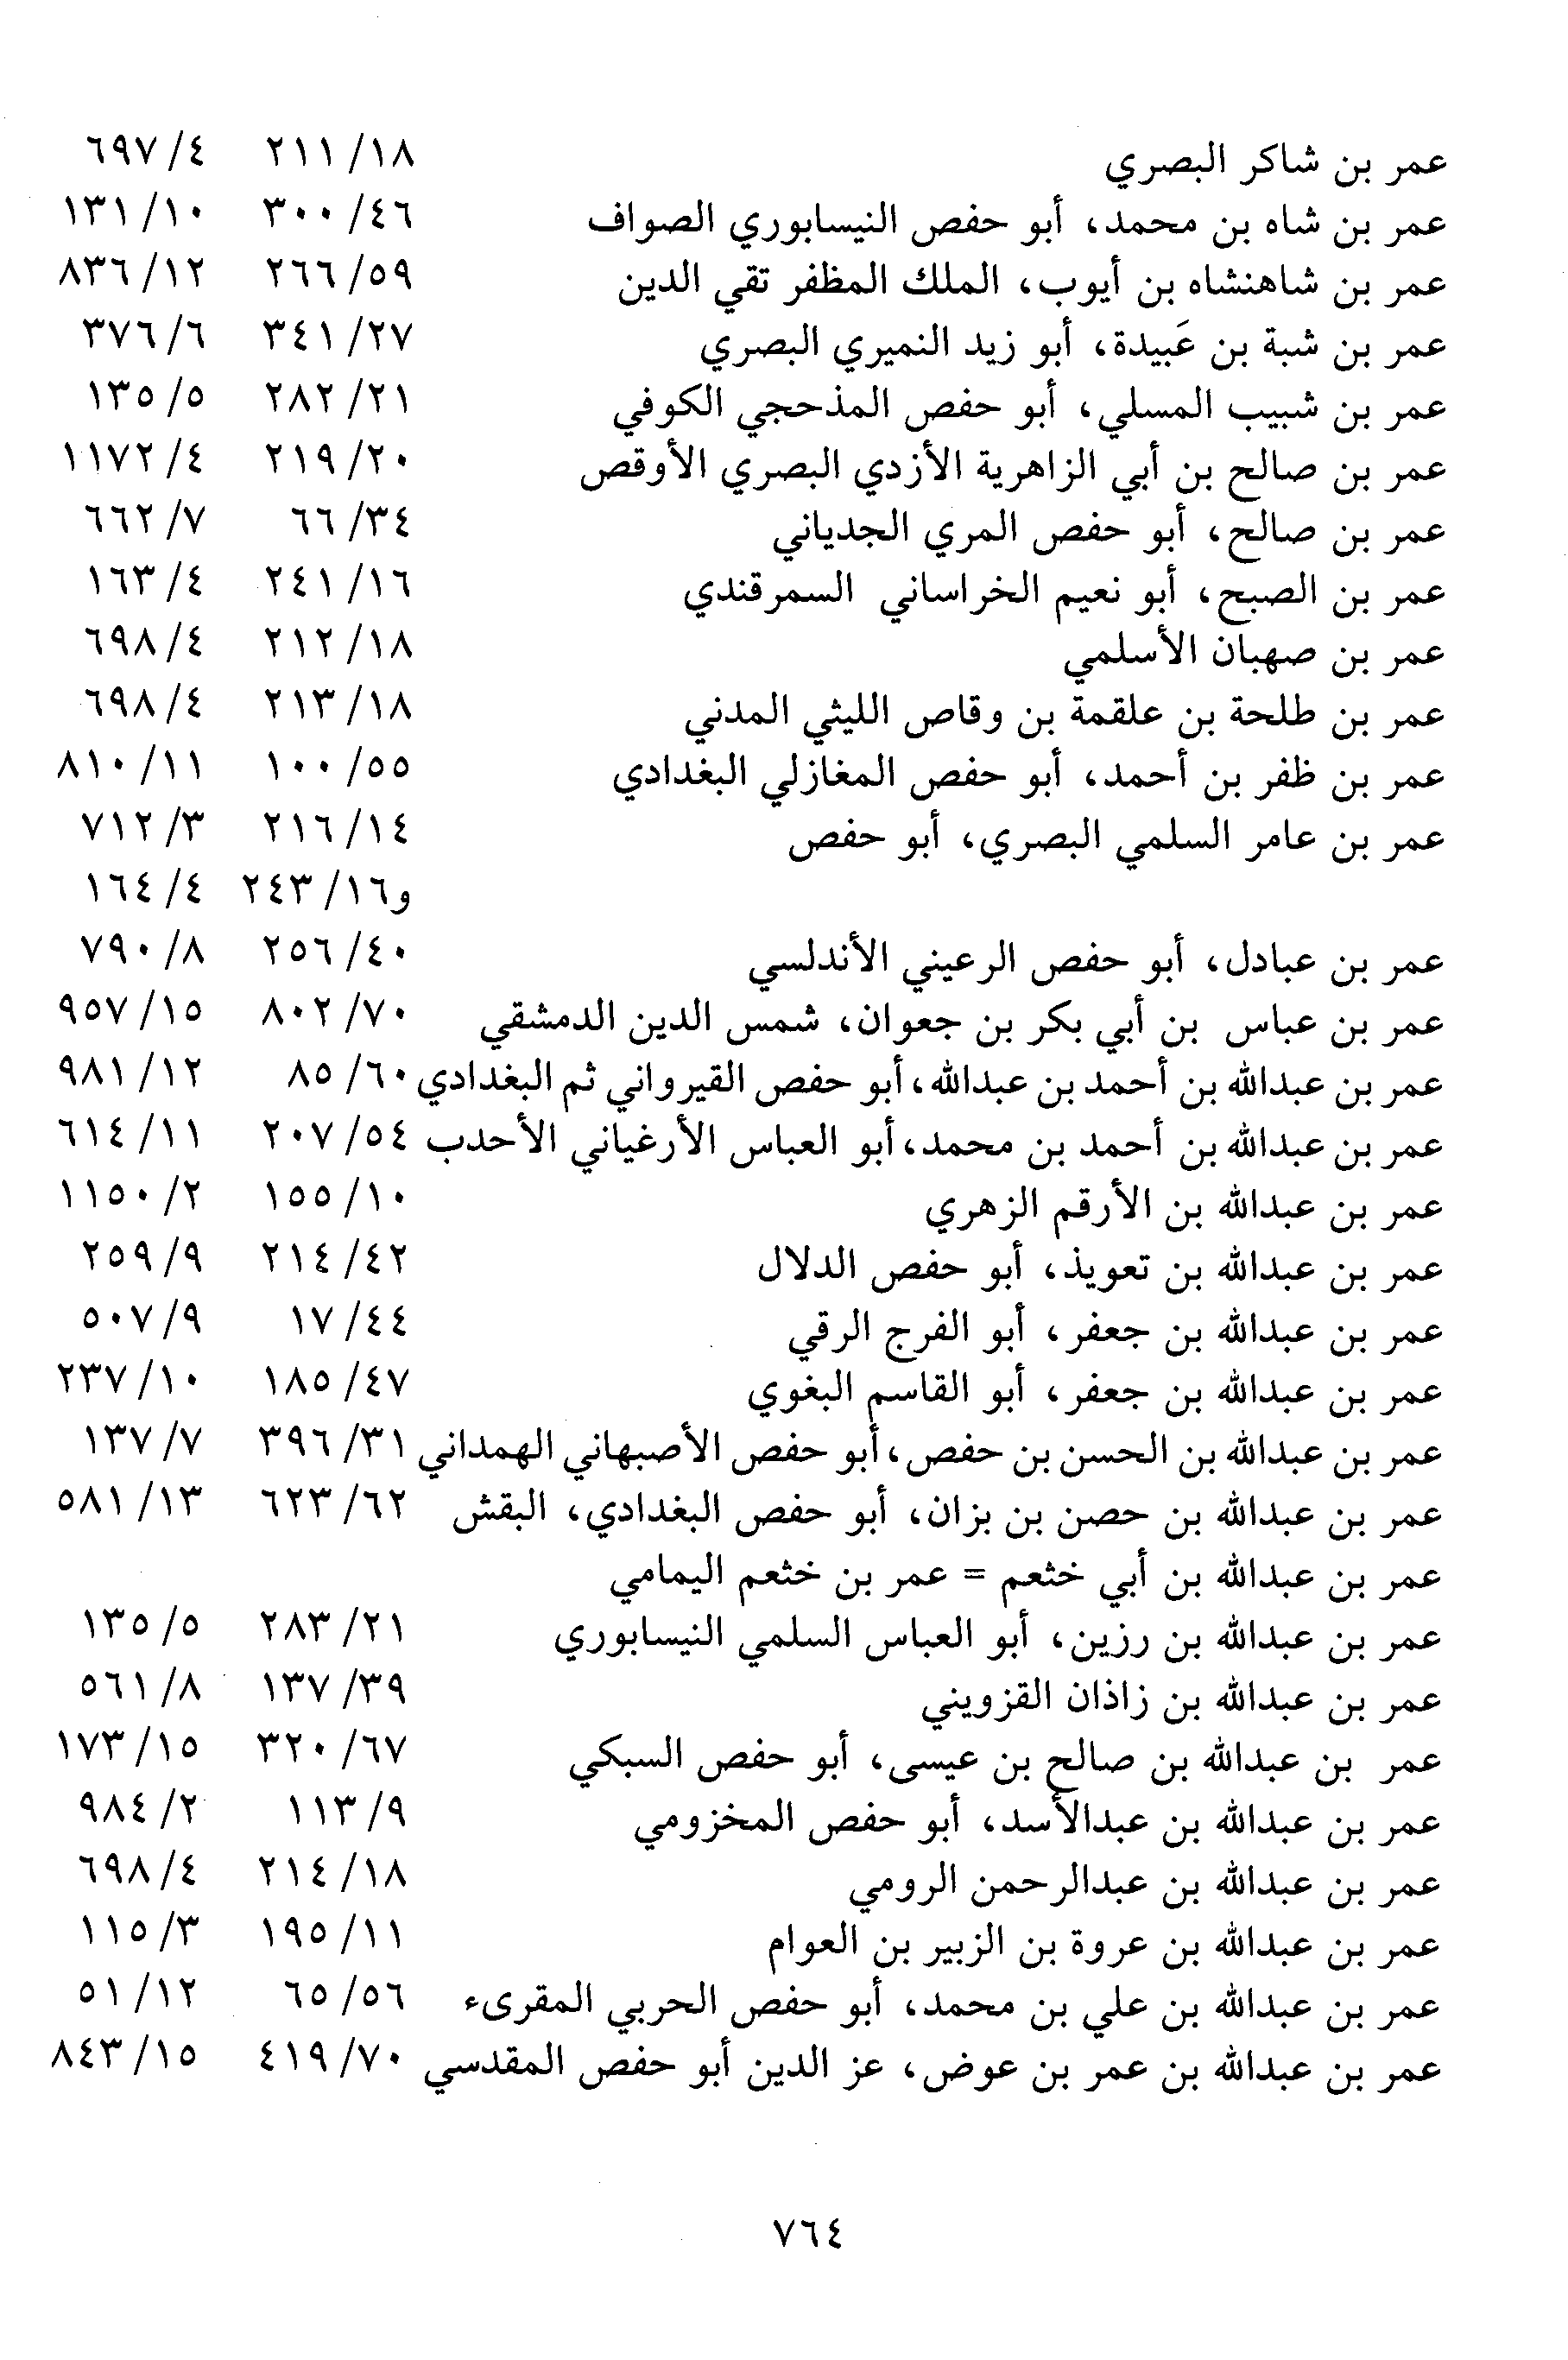 عمر بن شاكر البصري ١٨/ ٢١١ ٤/ ٦٩٧
عمر بن شاه بن محمد، أبو حفص النيسابوري الصواف ٤٦/ ٣٠٠ ١٠/ ١٣١
عمر بن شاهنشاه بن أيوب، الملك المظفر تقي الدين ٥٩/ ٢٦٦ ١٢/ ٨٣٦
عمر بن شبة بن عَبيدة، أبو زيد النميري البصري ٢٧/ ٣٤١ ٦/ ٣٧٦
عمر بن شبيب المسلي، أبو حفص المذحجي الكوفي ٢١/ ٢٨٢ ٥/ ١٣٥
عمر بن صالح بن أبي الزاهرية الأزدي البصري الأوقص ٢٠/ ٢١٩ ٤/ ١١٧٢
عمر بن صالح، أبو حفص المري الجدياني ٣٤/ ٦٦ ٧/ ٦٦٢
عمر بن الصبح، أبو نعيم الخراساني السمرقندي ١٦/ ٢٤١ ٤/ ١٦٣
عمر بن صهبان الأسلمي ١٨/ ٢١٢ ٤/ ٦٩٨
عمر بن طلحة بن علقمة بن وقاص الليثي المدني ١٨/ ٢١٣ ٤/ ٦٩٨
عمر بن ظفر بن أحمد، أبو حفص المغازلي البغدادي ٥٥/ ١٠٠ ١١/ ٨١٠
عمر بن عامر السلمي البصري، أبو حفص ١٤/ ٢١٦ ٣/ ٧١٢
و١٦/ ٢٤٣ ٤/ ١٦٤
عمر بن عبادل، أبو حفص الرعيني الأندلسي ٤٠/ ٢٥٦ ٨/ ٧٩٠
عمر بن عباس بن أبي بكر بن جعوان، شمس الدين الدمشقي ٧٠/ ٨٠٢ ١٥/ ٩٥٧
عمر بن عبدالله بن أحمد بن عبدالله، أبو حفص القيرواني ثم البغدادي ٦٠/ ٨٥ ١٢/ ٩٨١
عمر بن عبدالله بن أحمد بن محمد، أبو العباس الأرغياني الأحدب ٥٤/ ٢٠٧ ١١/ ٦١٤
عمر بن عبدالله بن الأرقم الزهري ١٠/ ١٥٥ ٢/ ١١٥٠
عمر بن عبدالله بن تعويذ، أبو حفص الدلال ٤٢/ ٢١٤ ٩/ ٢٥٩
عمر بن عبدالله بن جعفر، أبو الفرج الرقي ٤٤/ ١٧ ٩/ ٥٠٧
عمر بن عبدالله بن جعفر، أبو القاسم البغوي ٤٧/ ١٨٥ ١٠/ ٢٣٧
عمر بن عبدالله بن الحسن بن حفص، أبو حفص الأصبهاني الهمداني ٣١/ ٣٩٦ ٧/ ١٣٧
عمر بن عبدالله بن حصن بن بزان، أبو حفص البغدادي، البقش ٦٢/ ٦٢٣ ١٣/ ٥٨١
عمر بن عبدالله بن أبي خثعم = عمر بن خثعم اليمامي
عمر بن عبدالله بن رزين، أبو العباس السلمي النيسابوري ٢١/ ٢٨٣ ٥/ ١٣٥
عمر بن عبدالله بن زاذان القزويني ٣٩/ ١٣٧ ٨/ ٥٦١
عمر بن عبدالله بن صالح بن عيسى، أبو حفص السبكي ٦٧/ ٣٢٠ ١٥/ ١٧٣
عمر بن عبدالله بن عبدالأسد، أبو حفص المخزومي ٩/ ١١٣ ٢/ ٩٨٤
عمر بن عبدالله بن عبدالرحمن الرومي ١٨/ ٢١٤ ٤/ ٦٩٨
عمر بن عبدالله بن عروة بن الزبير بن العوام ١١/ ١٩٥ ٣/ ١١٥
عمر بن عبدالله بن علي بن محمد، أبو حفص الحربي المقرىء ٥٦/ ٦٥ ١٢/ ٥١
عمر بن عبدالله بن عمر بن عوض، عز الدين أبو حفص المقدسي ٧٠/ ٤١٩ ١٥/ ٨٤٣
٧٦٤